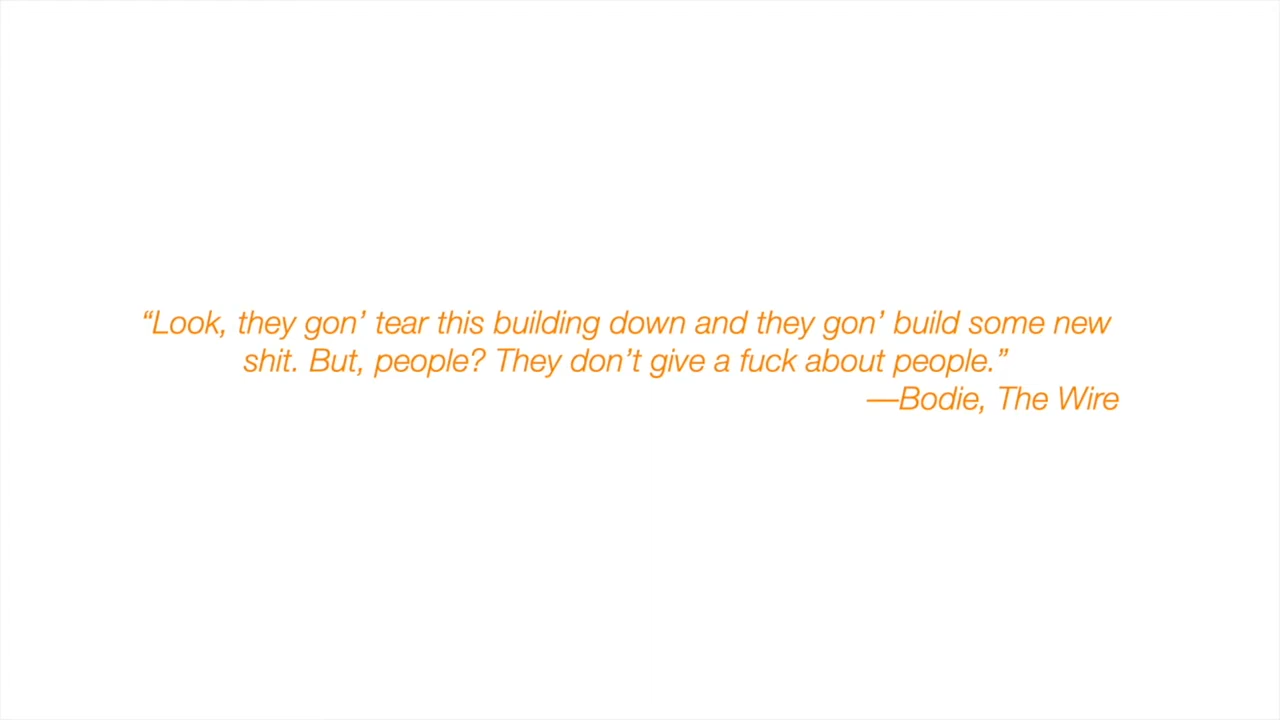 “Look, they gon’ tear this building down and they gon’ build some new
shit. But, people? They don’t give a fuck about people.”
—Bodie, The Wire